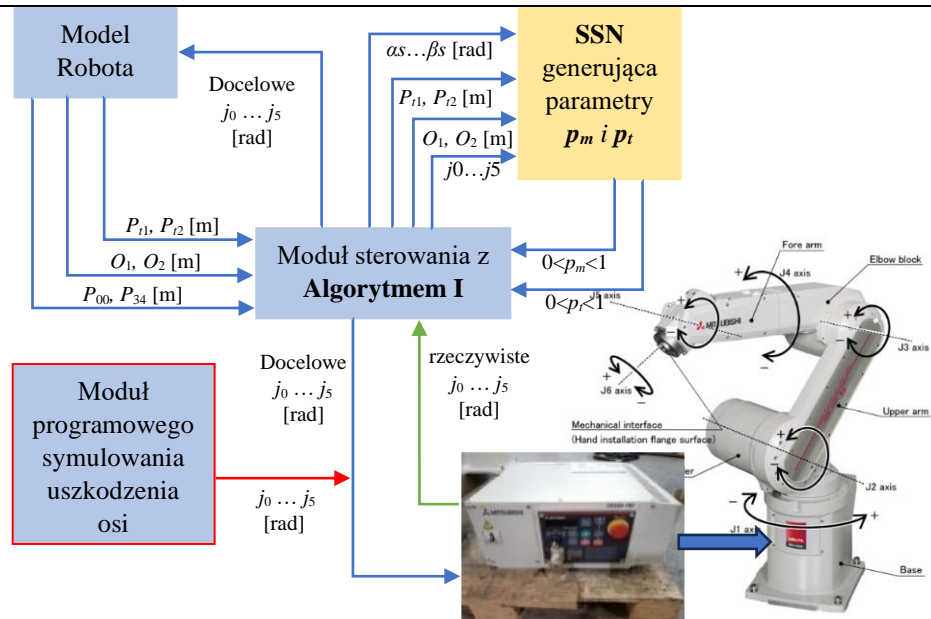 Model
Robota
Docelowe
j₀ … j₅
[rad]
αs…βs [rad]
Pₜ₁, Pₜ₂ [m]
O₁, O₂ [m]
j0…j5
SSN
generująca
parametry
pₘ i pₜ
Pₜ₁, Pₜ₂ [m]
O₁, O₂ [m]
P₀₀, P₃₄ [m]
Moduł sterowania z
Algorytmem I
0<pₘ<1
0<pₜ<1
Moduł
programowego
symulowania
uszkodzenia
osi
j₀ … j₅
[rad]
Docelowe
j₀ … j₅
[rad]
rzeczywiste
j₀ … j₅
[rad]
Fore arm
J4 axis
Elbow block
J5 axis
MITSUBISHI
J3 axis
J6 axis
Upper arm
Mechanical interface
(Hand installation flange surface)
J2 axis
J1 axis
Base
MITSUBISHI